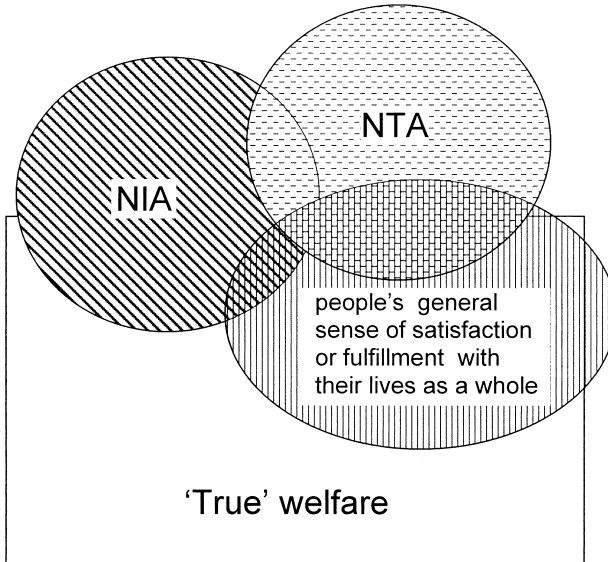 NTA
NIA
people's general
sense of satisfaction
or fulfillment with
their lives as a whole
‘True’ welfare